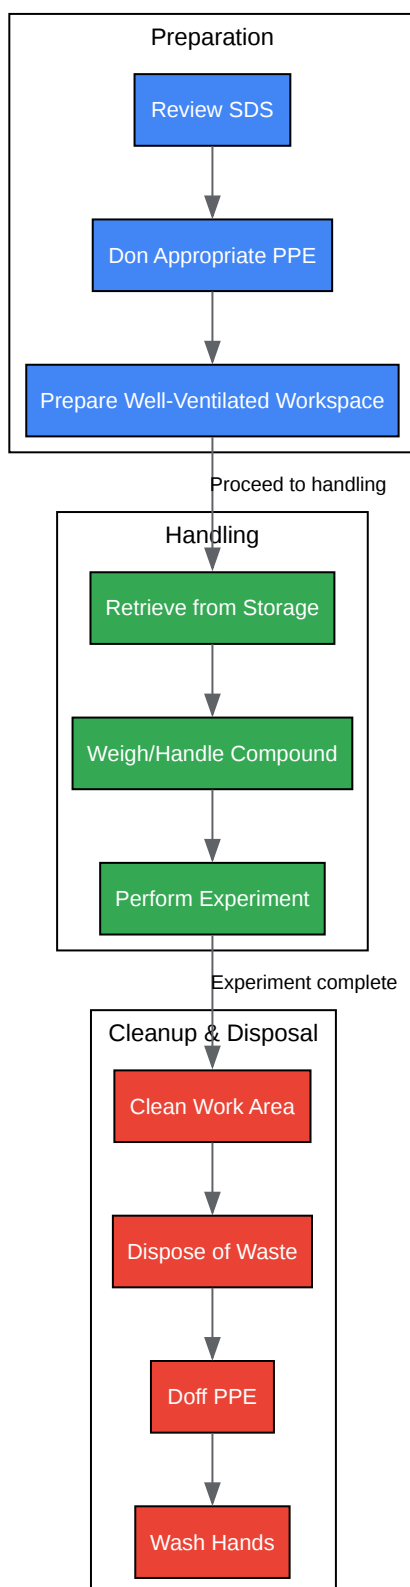 Preparation
Review SDS
Don Appropriate PPE
Prepare Well-Ventilated Workspace
Proceed to handling
Handling
Retrieve from Storage
Weigh/Handle Compound
Perform Experiment
Experiment complete
Cleanup & Disposal
Clean Work Area
Dispose of Waste
Doff PPE
Wash Hands